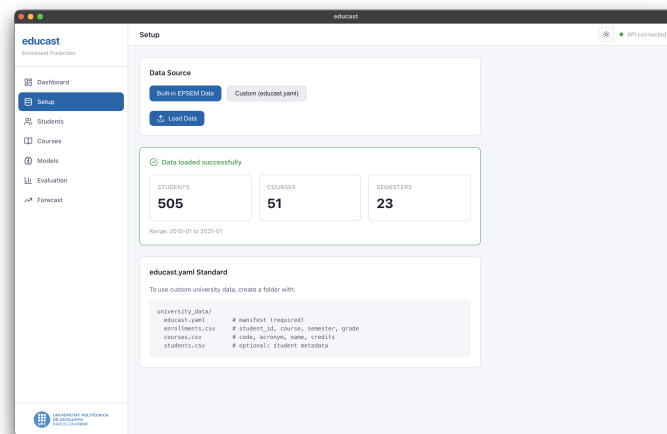 educast
educast
Enrolment Prediction
Dashboard
Setup
Students
Courses
Models
Evaluation
Forecast
UNIVERSITAT POLITÈCNICA
DE CATALUNYA
BARCELONATECH
Setup
API connected
Data Source
Built-in EPSEM Data
Custom (educast.yaml)
Load Data
Data loaded successfully
STUDENTS
505
COURSES
51
SEMESTERS
23
Range: 2010-01 to 2021-01
educast.yaml Standard
To use custom university data, create a folder with:
university_data/
educast.yaml # manifest (required)
enrollments.csv # student_id, course, semester, grade
courses.csv # code, acronym, name, credits
students.csv # optional: student metadata